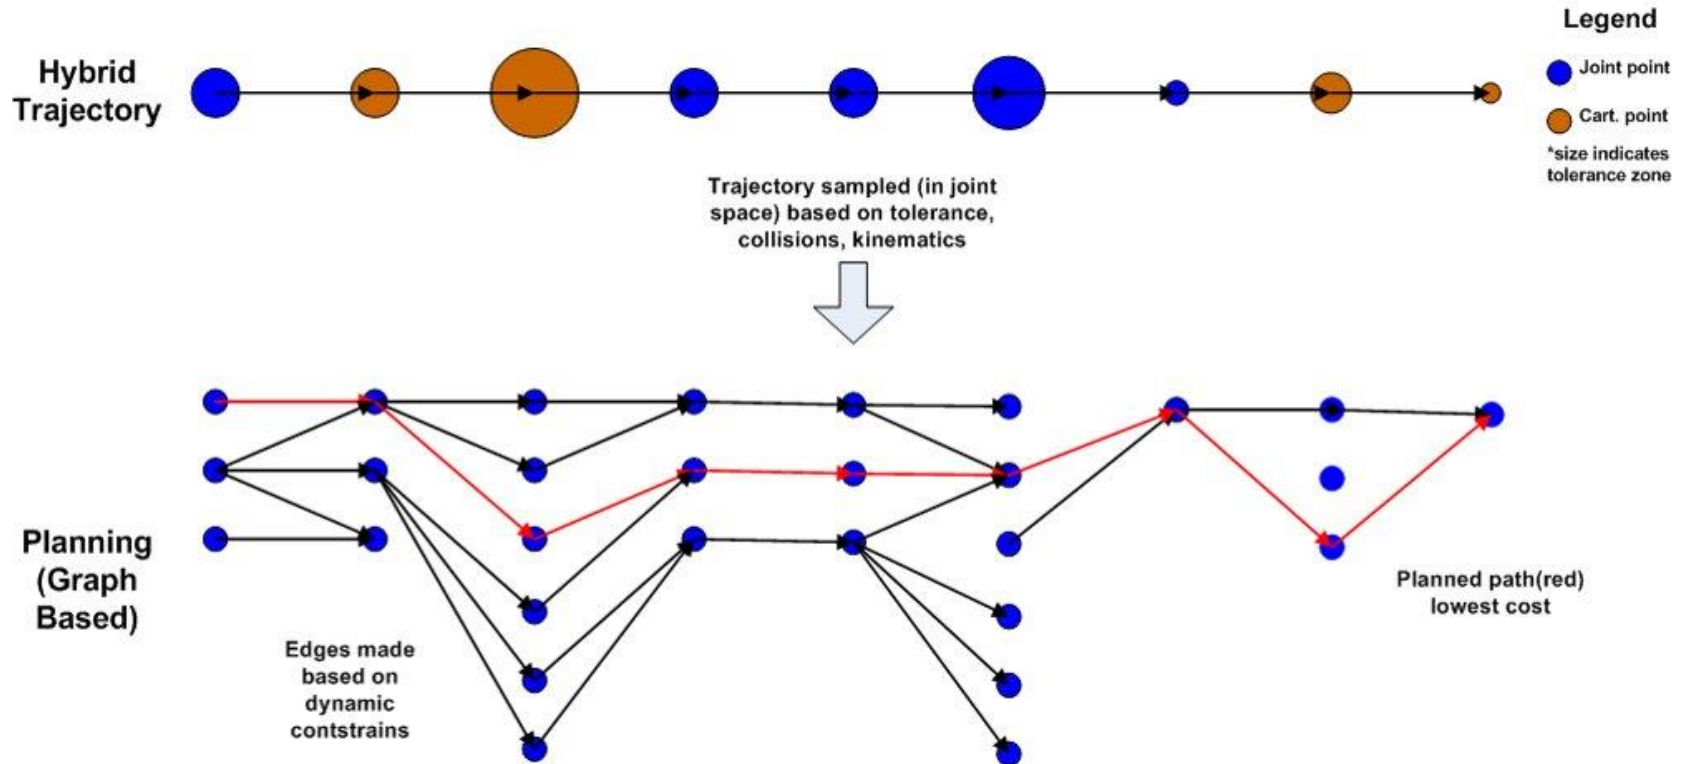 Legend
Hybrid
Trajectory
Joint point
Cart. point
*size indicates
tolerance zone
Trajectory sampled (in joint
space) based on tolerance,
collisions, kinematics
Planning
(Graph
Based)
Edges made
based on
dynamic
contstrains
Planned path(red)
lowest cost